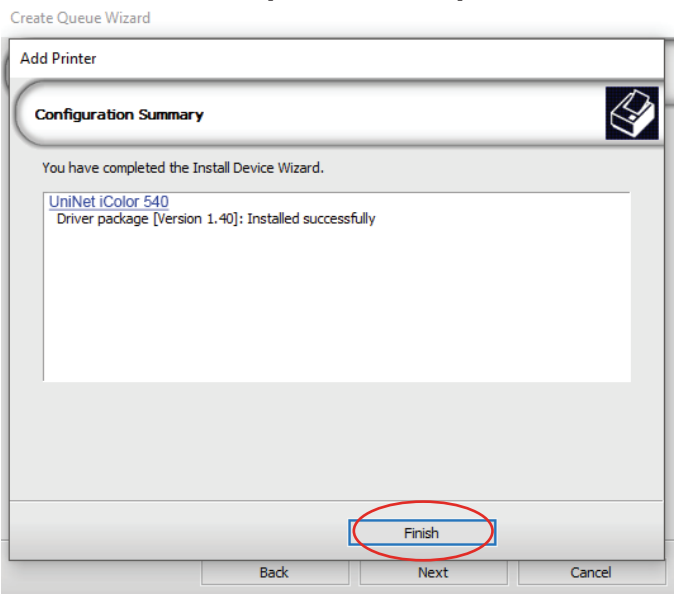 Create Queue Wizard
Add Printer
Configuration Summary
You have completed the Install Device Wizard.
UniNet iColor 540
Driver package [Version 1.40]: Installed successfully
Finish
Back Next Cancel